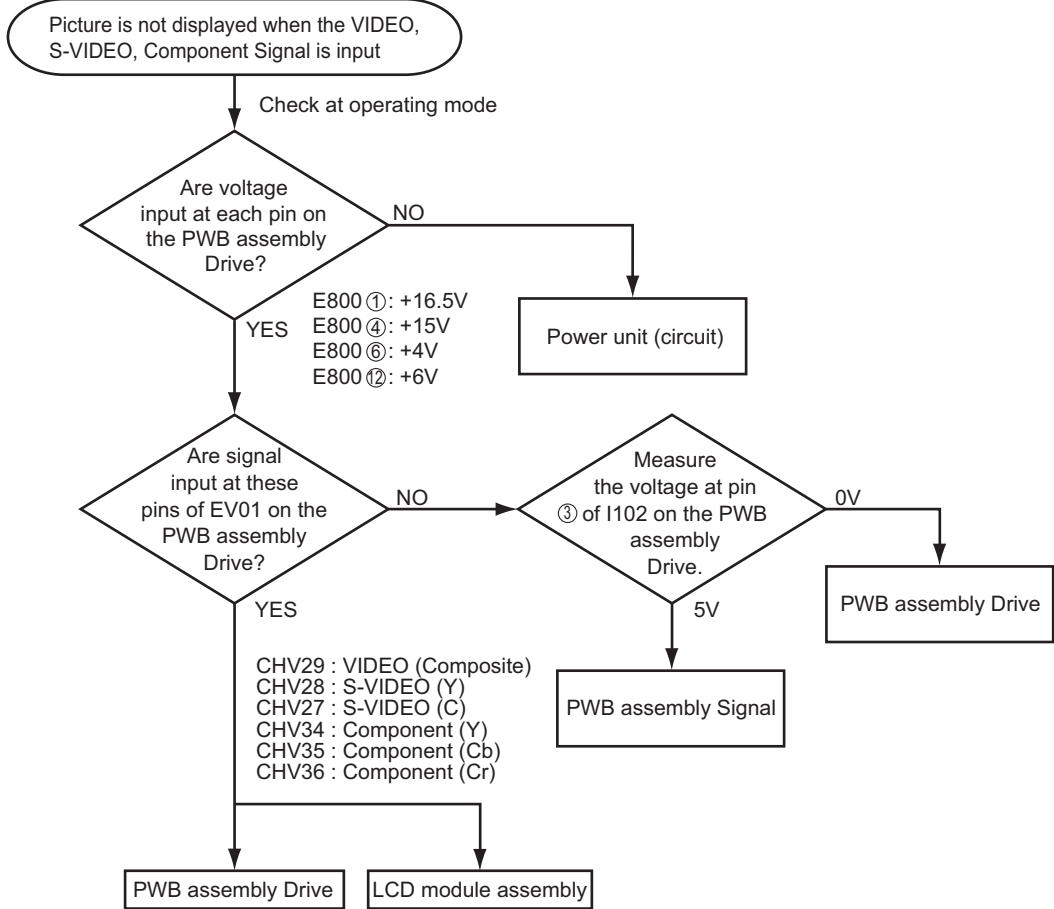 Picture is not displayed when the VIDEO,
S-VIDEO, Component Signal is input
Check at operating mode
Are voltage
input at each pin on
the PWB assembly
Drive?
NO
YES
E800 ①: +16.5V
E800 ④: +15V
E800 ⑥: +4V
E800 ⑫: +6V
Power unit (circuit)
Are signal
input at these
pins of EV01 on the
PWB assembly
Drive?
NO
YES
Measure
the voltage at pin
③ of I102 on the PWB
assembly
Drive.
0V
5V
PWB assembly Drive
PWB assembly Signal
CHV29 : VIDEO (Composite)
CHV28 : S-VIDEO (Y)
CHV27 : S-VIDEO (C)
CHV34 : Component (Y)
CHV35 : Component (Cb)
CHV36 : Component (Cr)
PWB assembly Drive
LCD module assembly